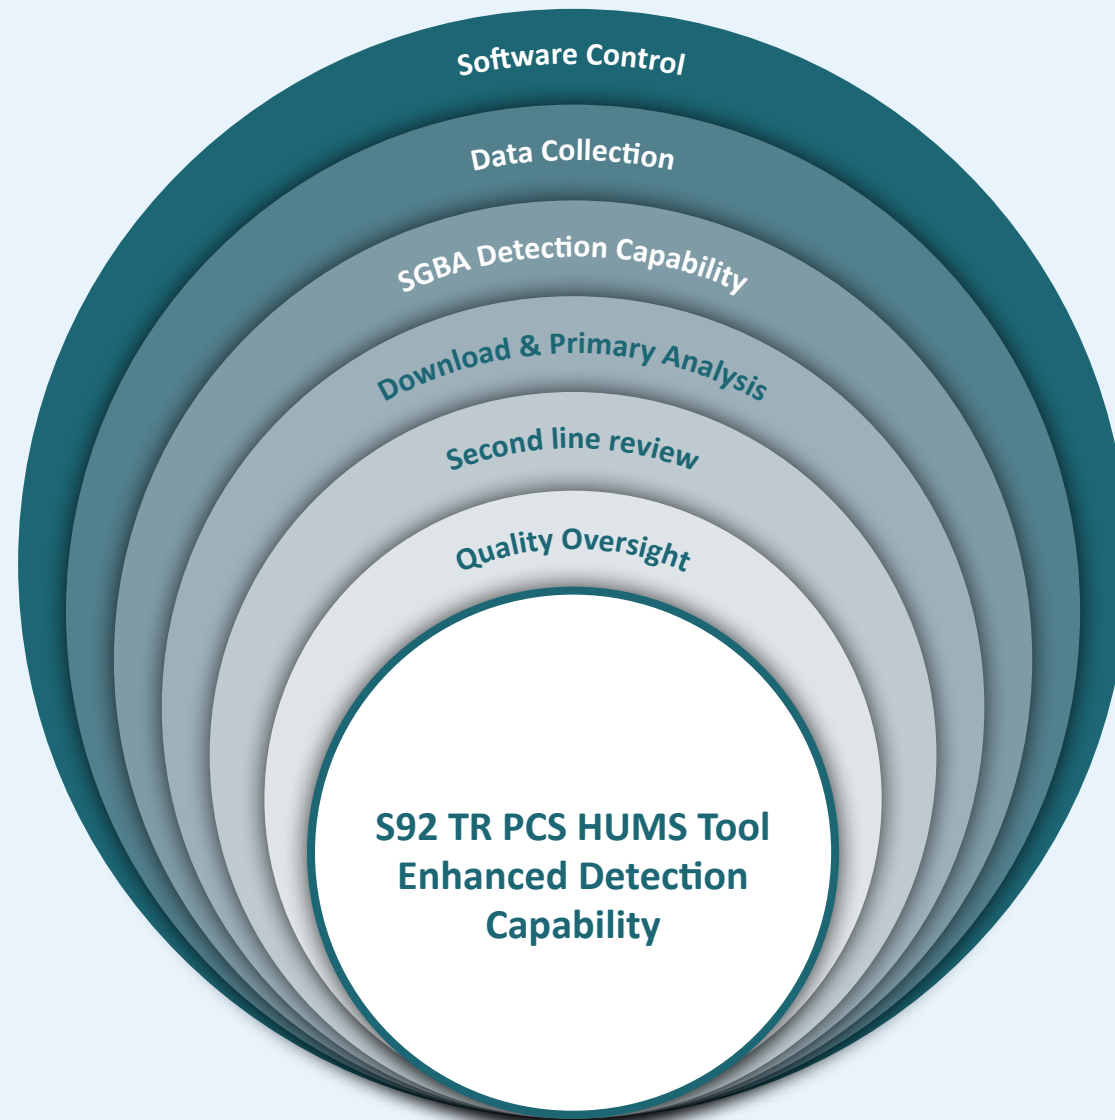 Software Control
Data Collection
SGBA Detection Capability
Download & Primary Analysis
Second line review
Quality Oversight
S92 TR PCS HUMS Tool
Enhanced Detection
Capability